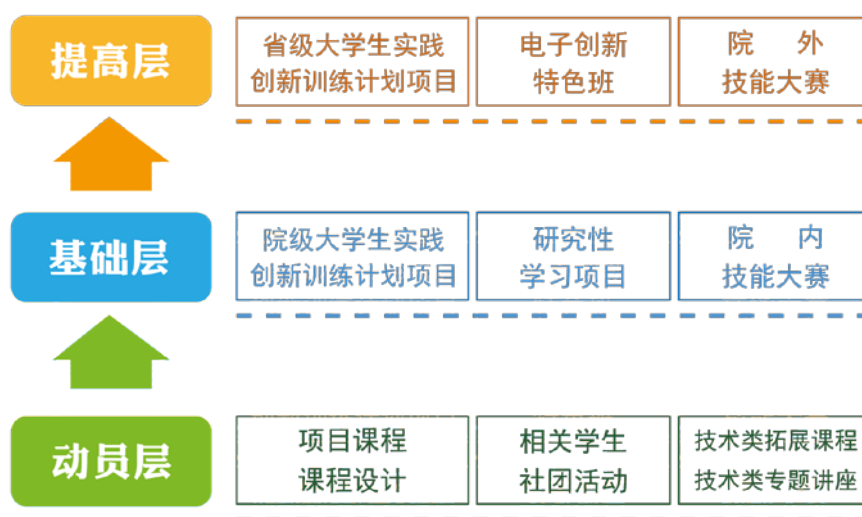 提高层
省级大学生实践
创新训练计划项目
电子创新
特色班
院 外
技能大赛
基础层
院级大学生实践
创新训练计划项目
研究性
学习项目
院 内
技能大赛
动员层
项目课程
课程设计
相关学生
社团活动
技术类拓展课程
技术类专题讲座